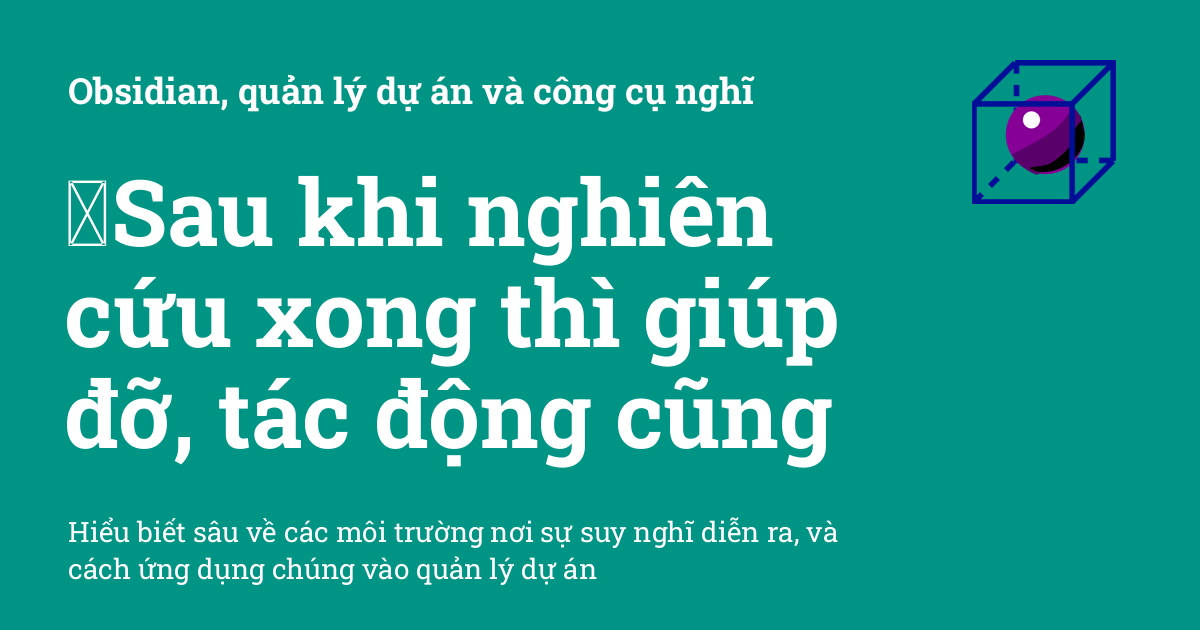 Obsidian, quản lý dự án và công cụ nghĩ
Sau khi nghiên
cứu xong thì giúp
đỡ, tác động cũng
Hiểu biết sâu về các môi trường nơi sự suy nghĩ diễn ra, và
cách ứng dụng chúng vào quản lý dự án